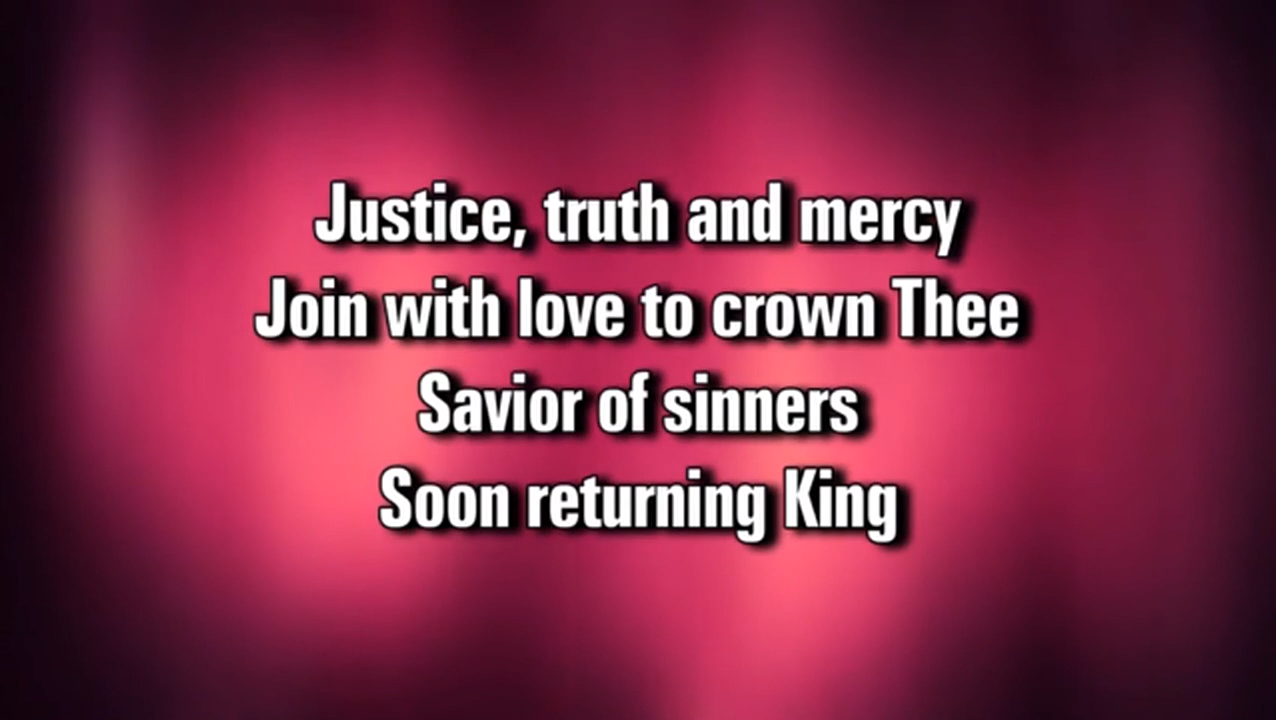 Justice, truth and mercy
Join with love to crown Thee
Savior of sinners
Soon returning King